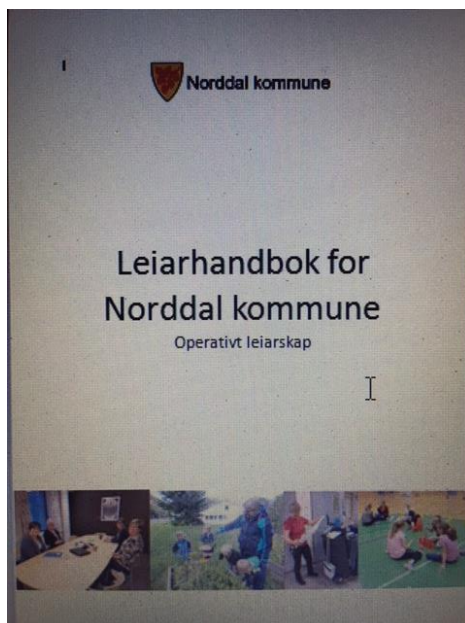 Norddal kommune
Leiarhandbok for
Norddal kommune
Operativt leiarskap